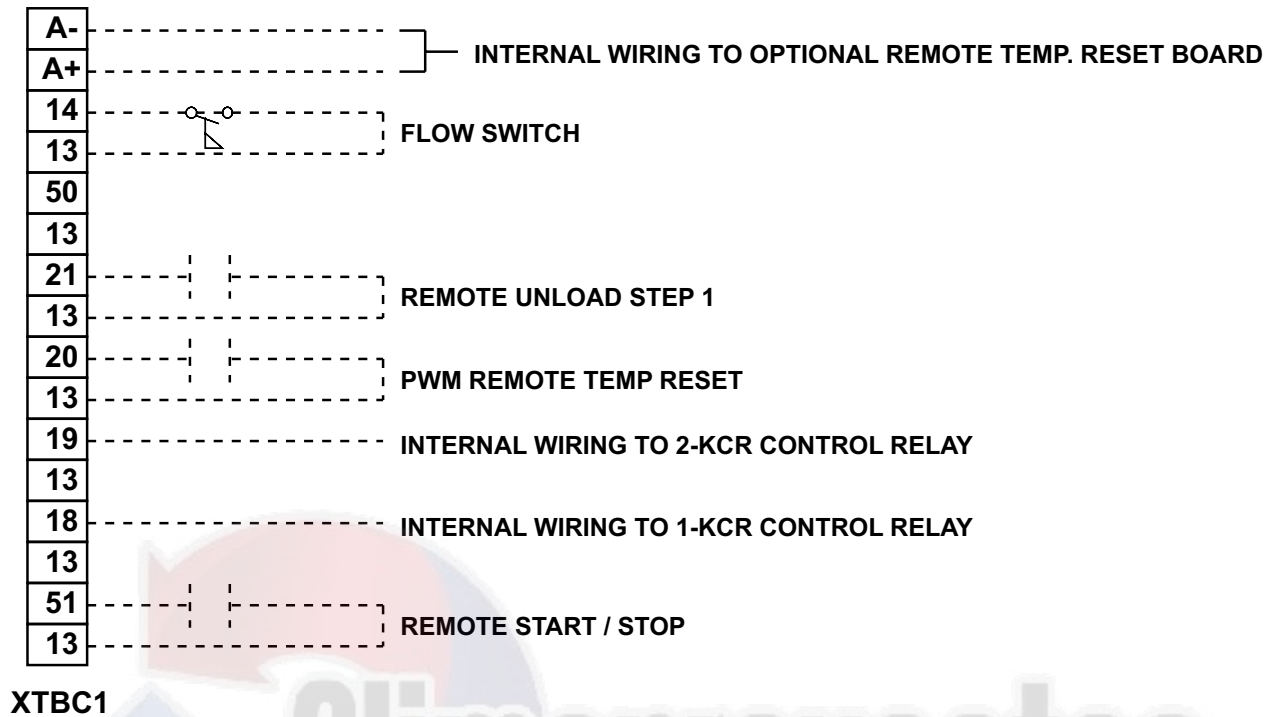 A-
A+
INTERNAL WIRING TO OPTIONAL REMOTE TEMP. RESET BOARD
14
13
FLOW SWITCH
50
13
21
13
REMOTE UNLOAD STEP 1
20
13
PWM REMOTE TEMP RESET
19
INTERNAL WIRING TO 2-KCR CONTROL RELAY
13
18
INTERNAL WIRING TO 1-KCR CONTROL RELAY
13
51
13
REMOTE START / STOP
XTBC1